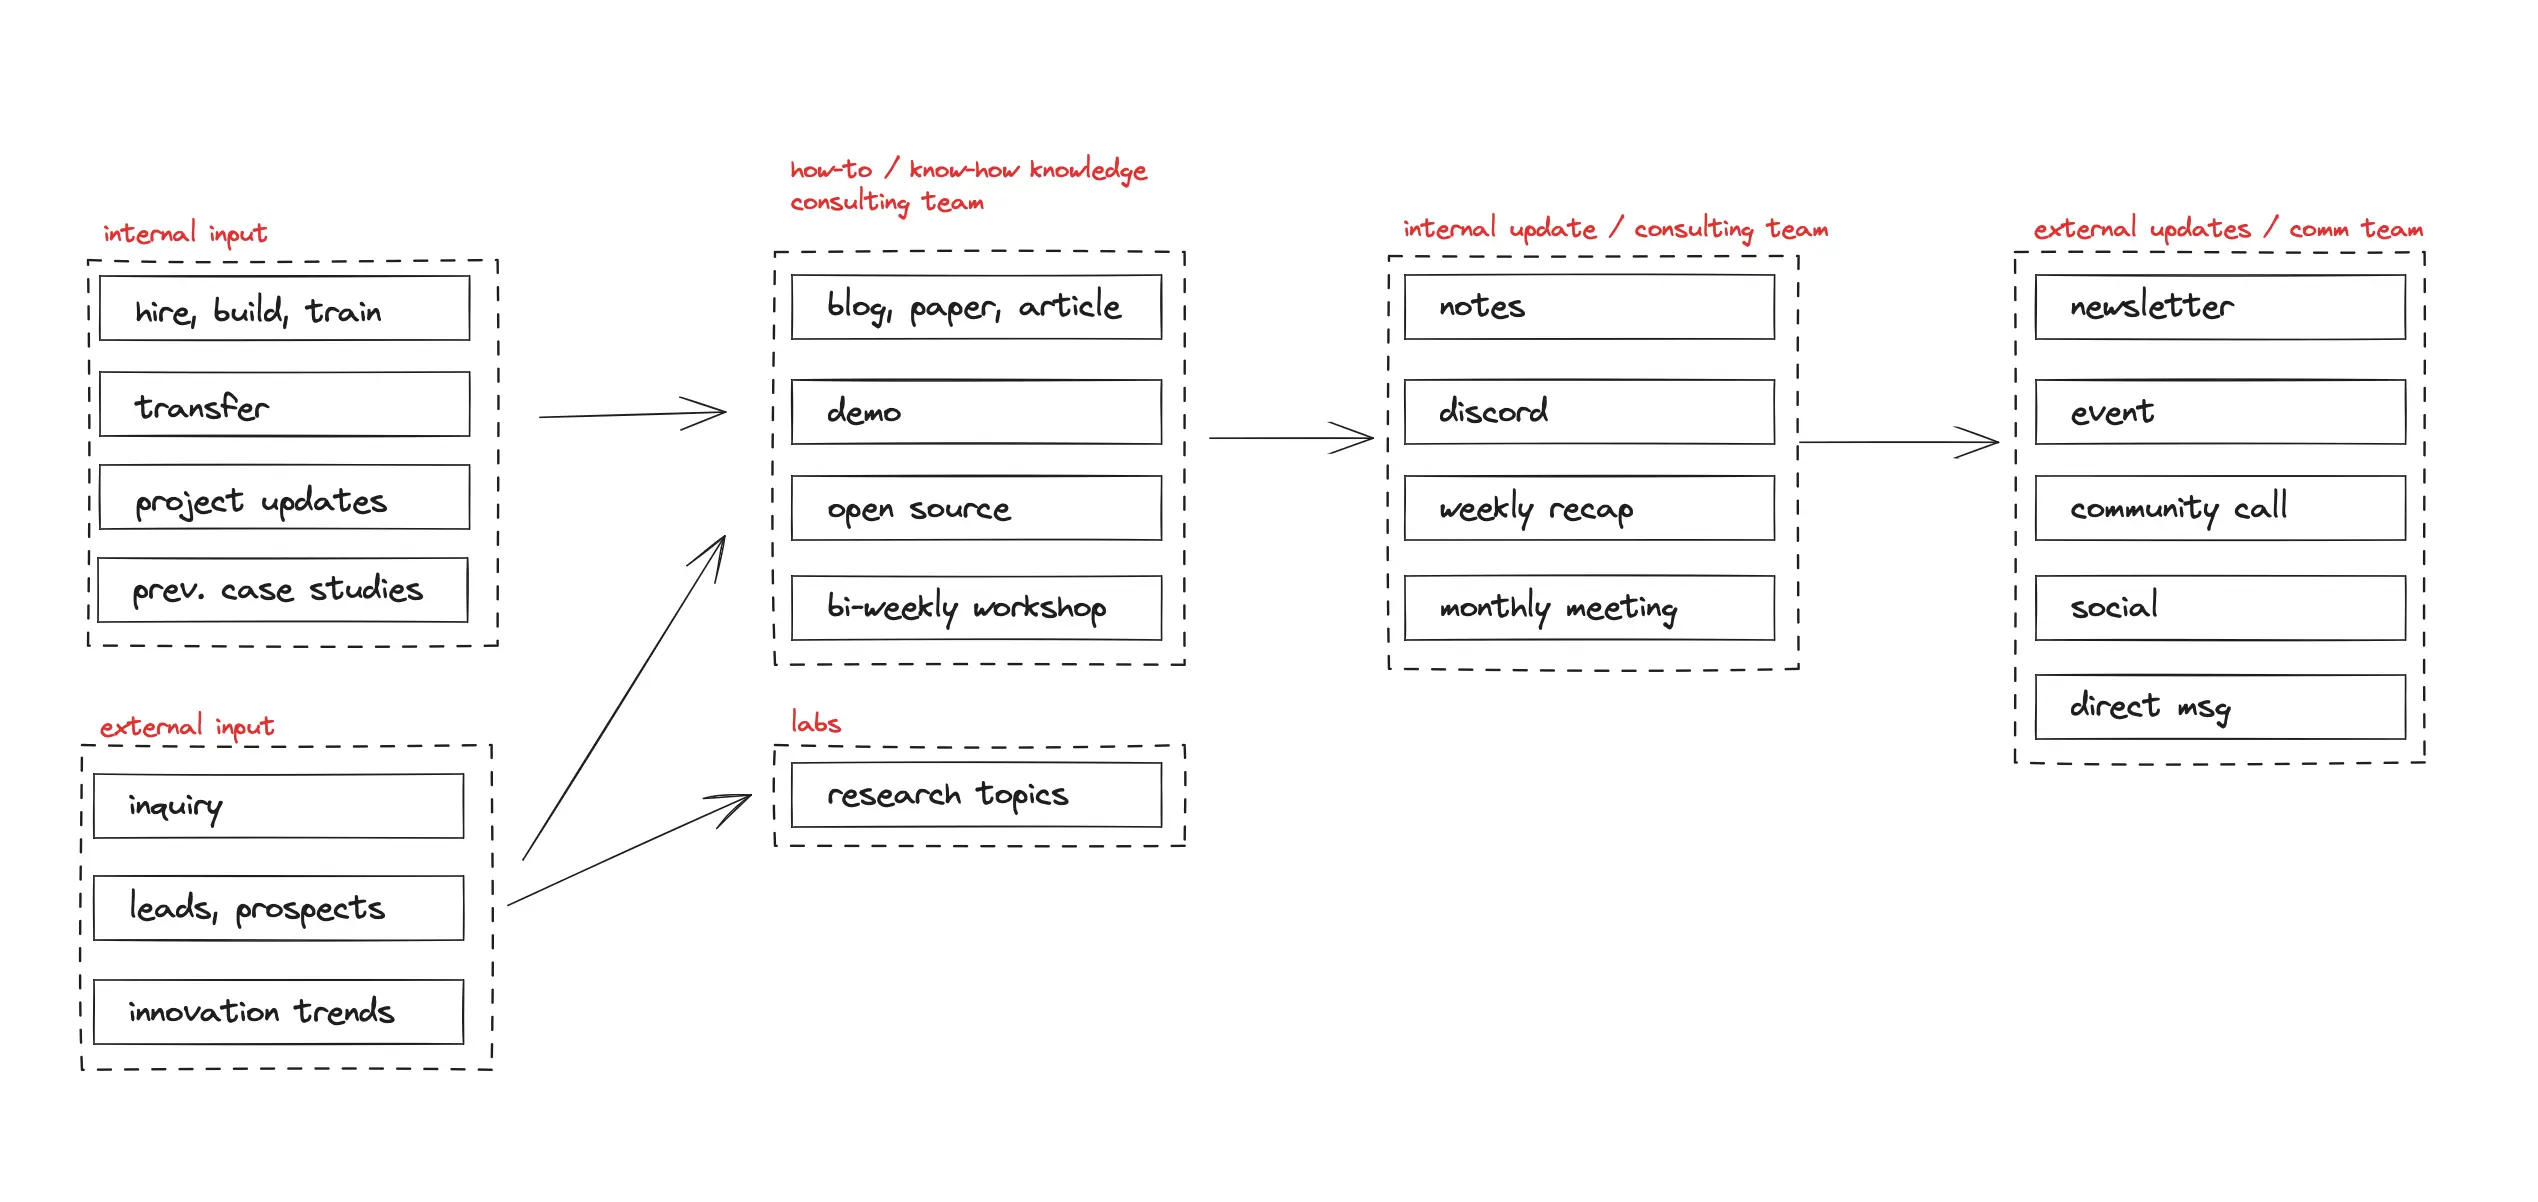 internal input
hire, build, train
transfer
project updates
prev. case studies
external input
inquiry
leads, prospects
innovation trends
how-to / know-how knowledge
consulting team
blog, paper, article
demo
open source
bi-weekly workshop
labs
research topics
internal update / consulting team
notes
discord
weekly recap
monthly meeting
external updates / comm team
newsletter
event
community call
social
direct msg